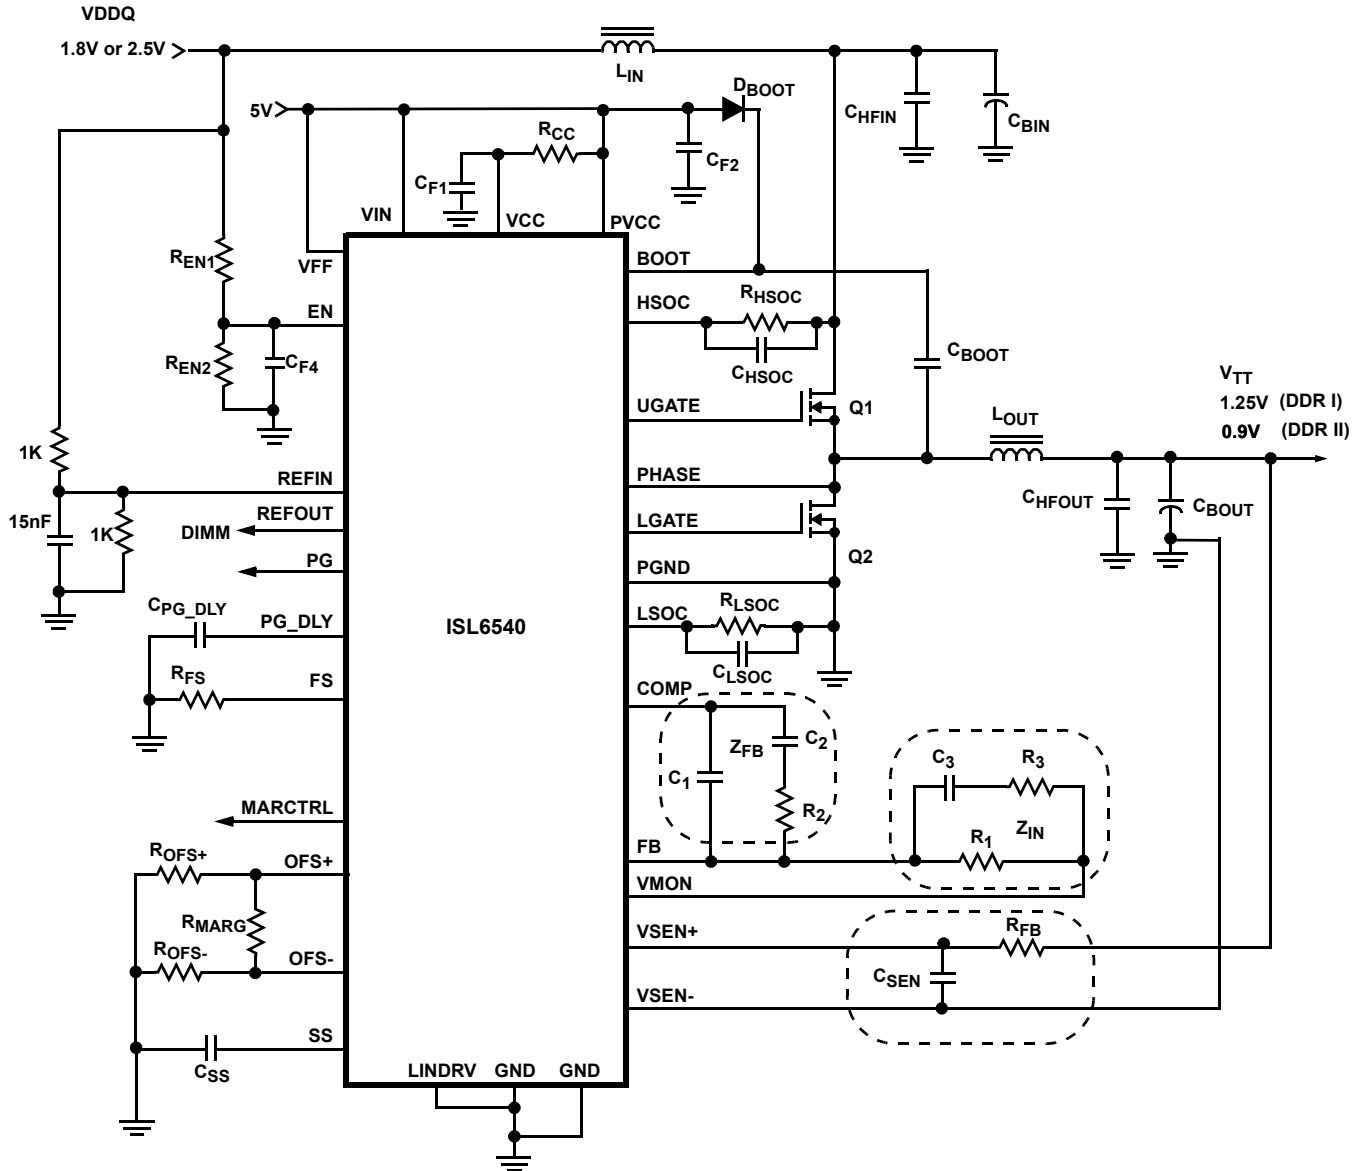 VDDQ
1.8V or 2.5V
LIN
5V
DBOOT
CHFIN
CBIN
RCC
CF1
CF2
VIN
VCC
PVCC
REN1
VFF
BOOT
EN
HSOC
RHSOC
CHSOC
CBOOT
REN2
CF4
UGATE
Q1
VTT
1.25V (DDR I)
0.9V (DDR II)
LOUT
1K
REFIN
PHASE
CHFOUT
CBOUT
15nF
1K
REFOUT
DIMM
LGATE
Q2
PG
PGND
CPG_DLY
PG_DLY
ISL6540
LSOC
RLSOC
CLSOC
RFS
FS
COMP
C1
ZFB
C2
R2
C3
R3
R1
ZIN
MARCTRL
FB
ROFS+
OFS+
VMON
RMARG
VSEN+
RFB
ROFS-
OFS-
CSEN
VSEN-
SS
CSS
LINDRV GND GND